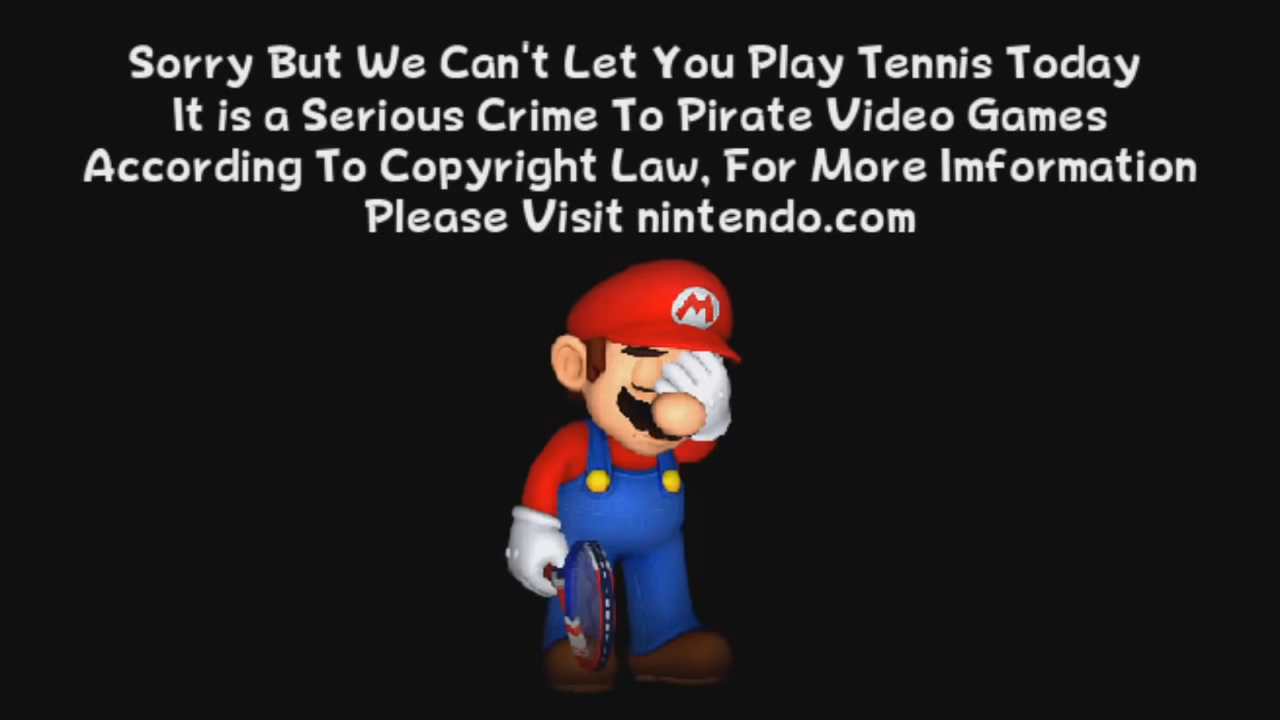 Sorry But We Can't Let You Play Tennis Today
It is a Serious Crime To Pirate Video Games
According To Copyright Law, For More Imformation
Please Visit nintendo.com
M